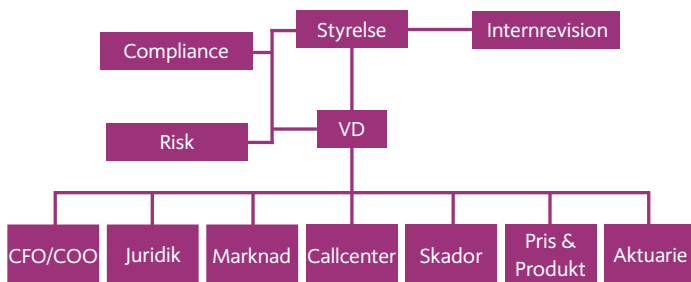 Styrelse
Internrevision
Compliance
VD
Risk
CFO/COO
Juridik
Marknad
Callcenter
Skador
Pris &
Produkt
Aktuarie